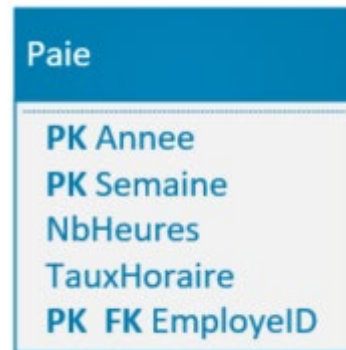 Paie
PK Annee
PK Semaine
NbHeures
TauxHoraire
PK FK EmployeID